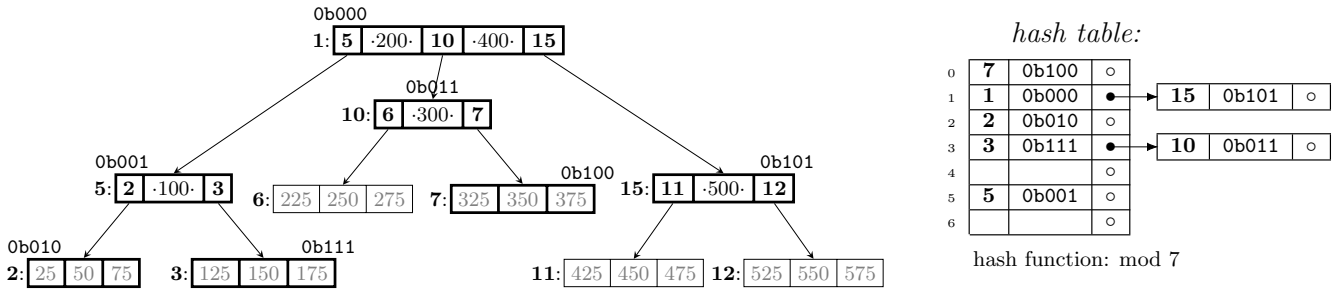 0b000
1: 5 ·200· 10 ·400· 15
0b011
10: 6 ·300· 7
0b001
5: 2 ·100· 3
6: 225 250 275
0b100
7: 325 350 375
0b101
15: 11 ·500· 12
0b010
2: 25 50 75
0b111
3: 125 150 175
11: 425 450 475
12: 525 550 575
hash table:
0 7 0b100
1 1 0b000 15 0b101
2 2 0b010
3 3 0b111 10 0b011
4
5 5 0b001
6
hash function: mod 7